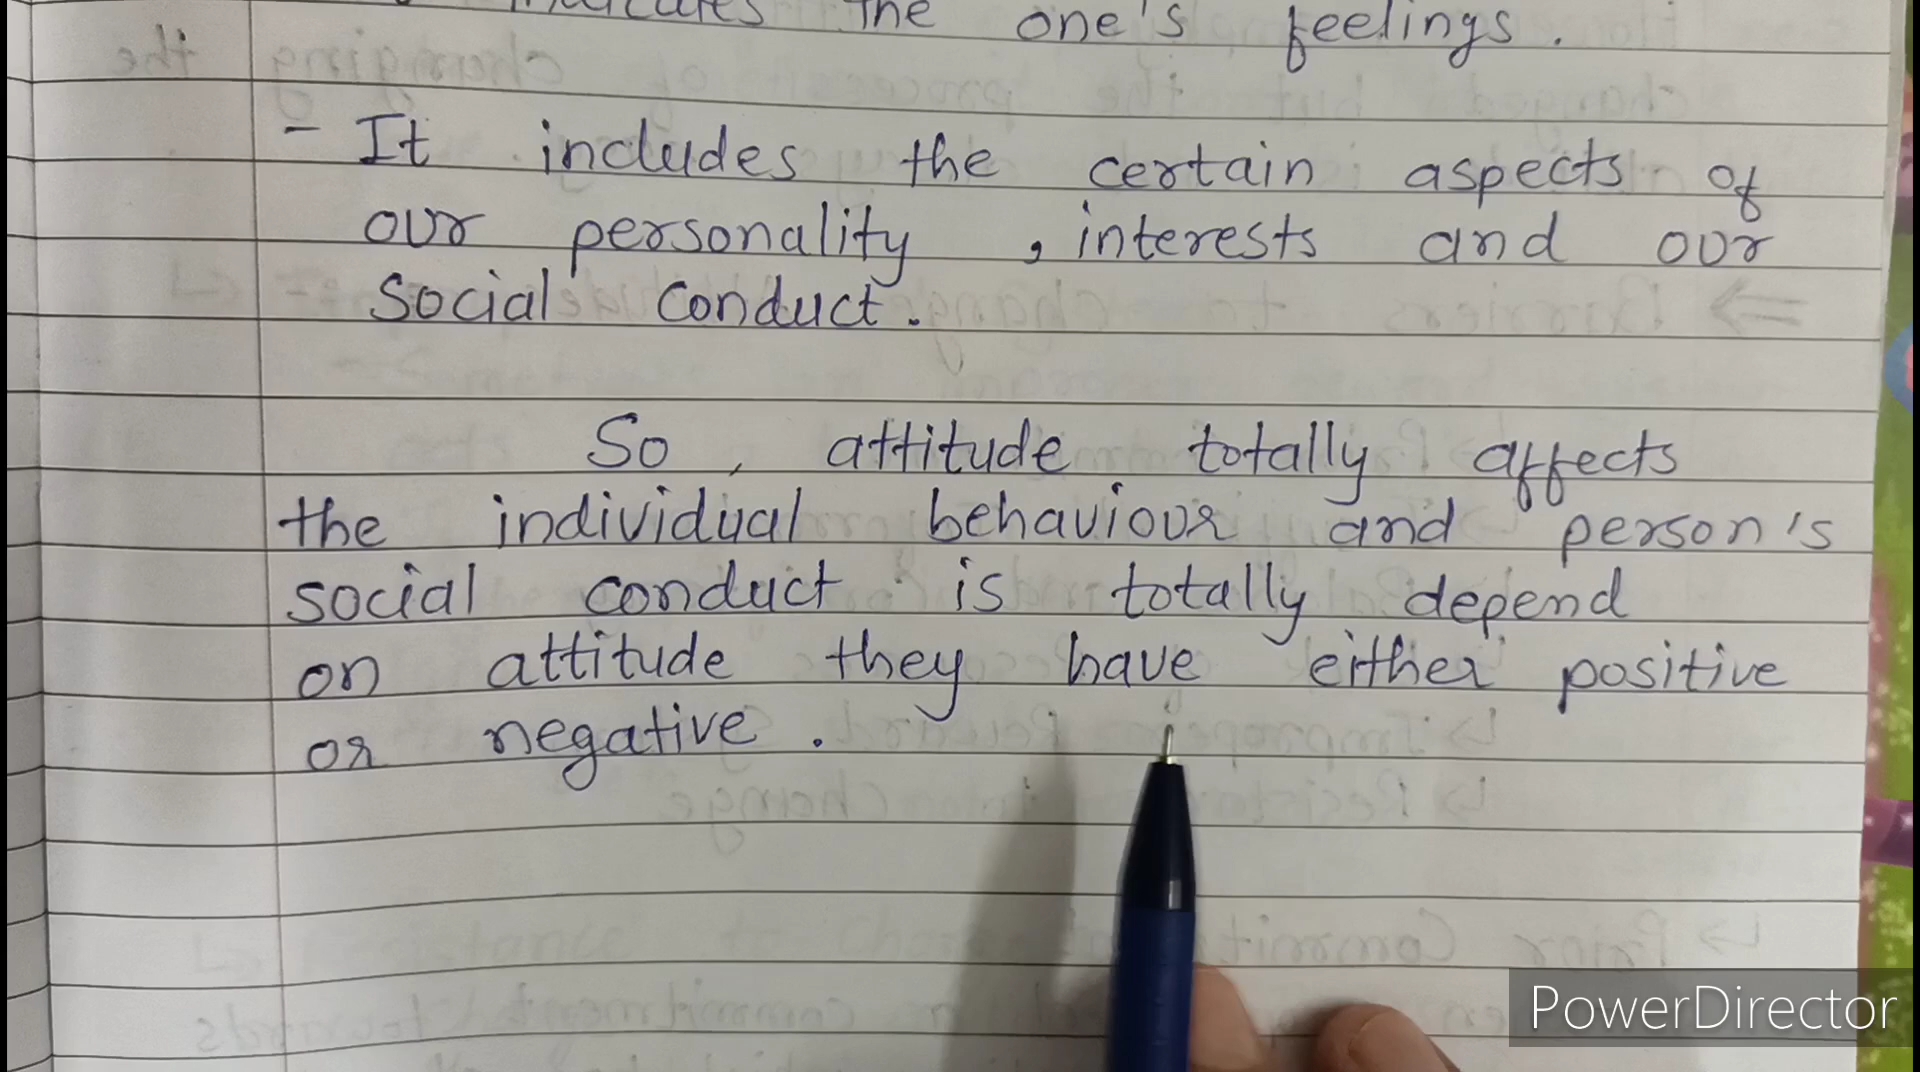 indicates the one's feelings.
- It includes the certain aspects of
our personality , interests and our
social conduct.
So , attitude totally affects
the individual behaviour and person's
social conduct is totally depend
on attitude they have either positive
or negative .
PowerDirector